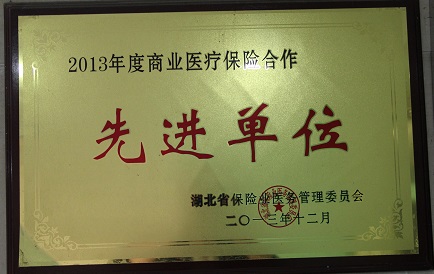 2013年度商业医疗保险合作
先进单位
湖北省保险业医务管理委员会
二〇一三年十二月